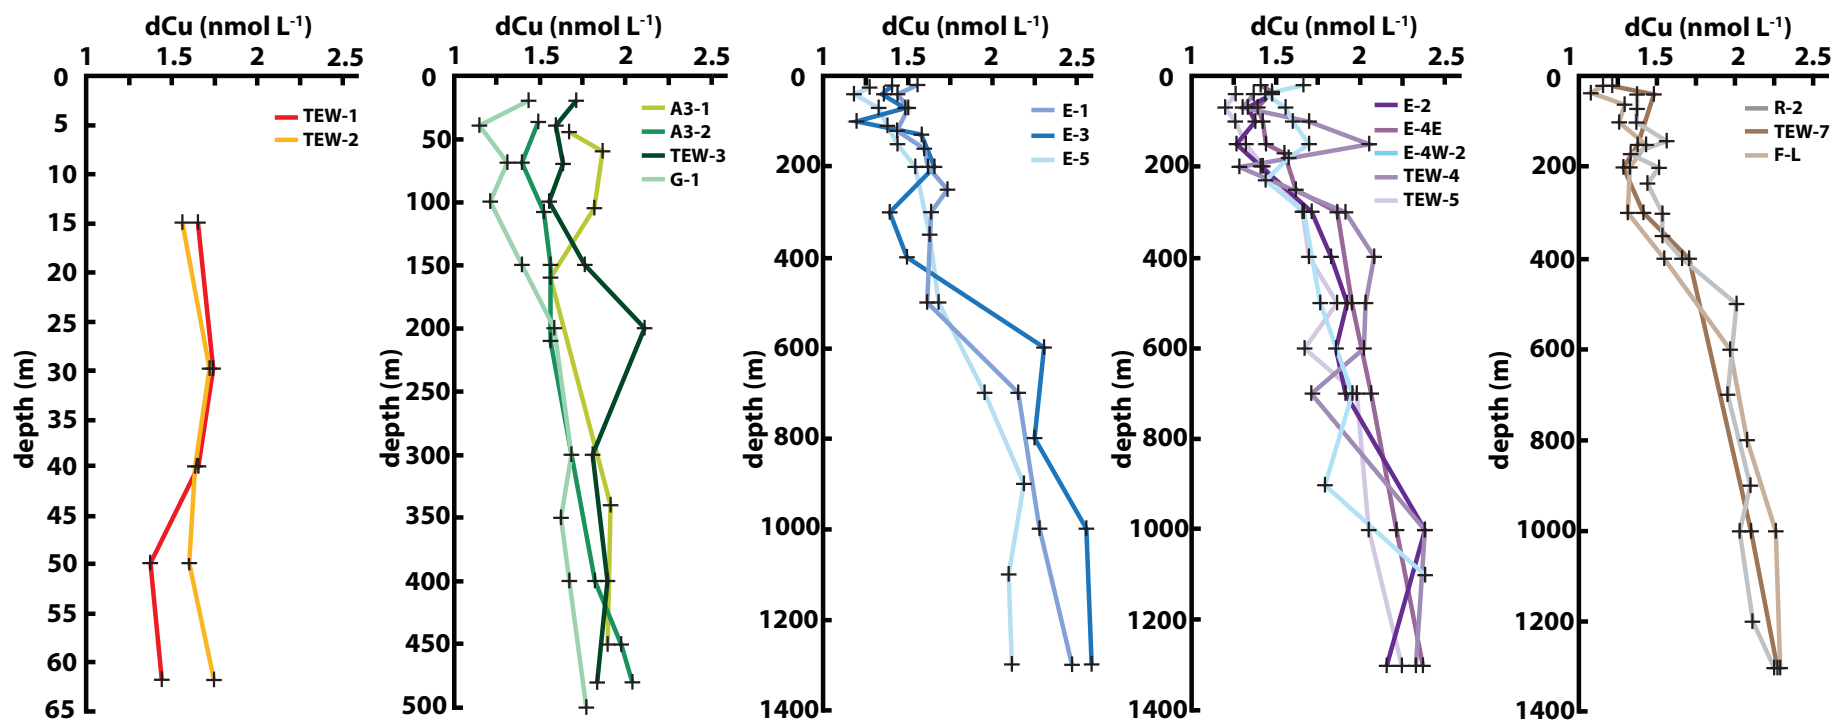 dCu (nmol L⁻¹)
1 1.5 2 2.5
0
5
10
15
20
25
30
35
40
45
50
55
60
65
depth (m)
TEW-1
TEW-2
dCu (nmol L⁻¹)
1 1.5 2 2.5
0
50
100
150
200
250
300
350
400
450
500
depth (m)
A3-1
A3-2
TEW-3
G-1
dCu (nmol L⁻¹)
1 1.5 2 2.5
0
200
400
600
800
1000
1200
1400
depth (m)
E-1
E-3
E-5
dCu (nmol L⁻¹)
1 1.5 2 2.5
0
200
400
600
800
1000
1200
1400
depth (m)
E-2
E-4E
E-4W-2
TEW-4
TEW-5
dCu (nmol L⁻¹)
1 1.5 2 2.5
0
200
400
600
800
1000
1200
1400
depth (m)
R-2
TEW-7
F-L